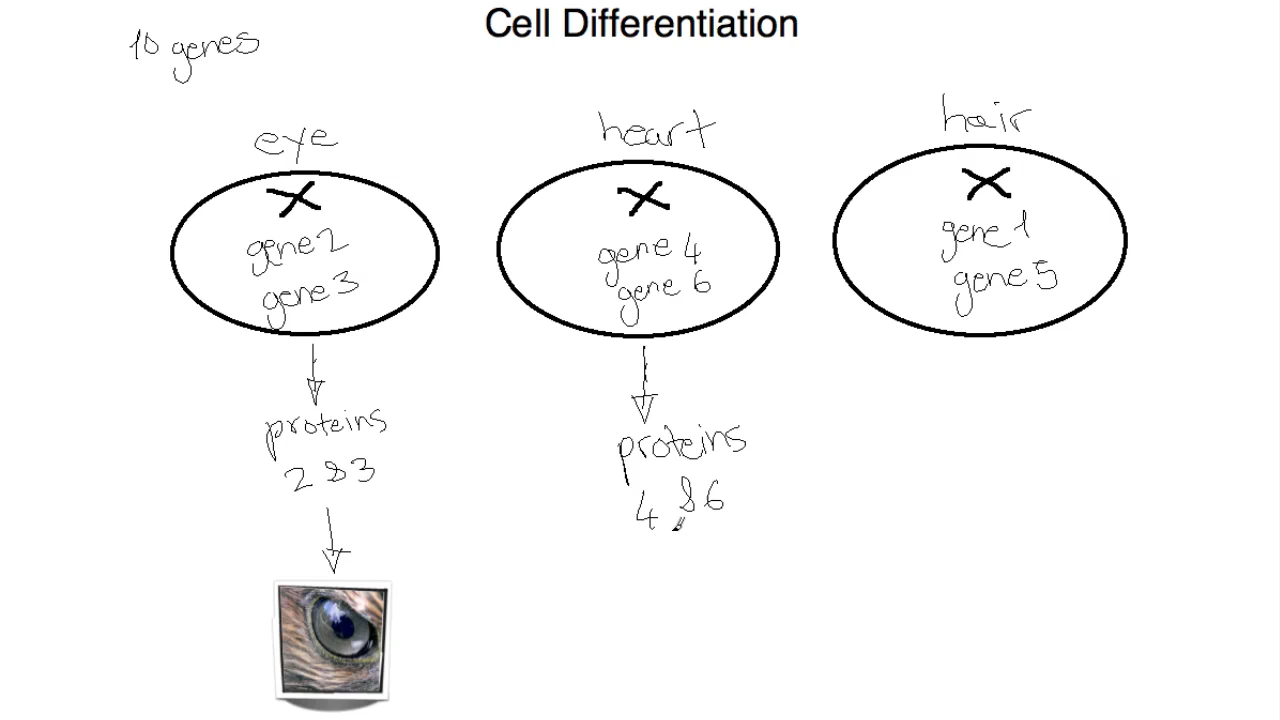 Cell Differentiation
10 genes
eye
gene 2
gene 3
proteins
2 & 3
heart
gene 4
gene 6
proteins
4 & 6
hair
gene 1
gene 5